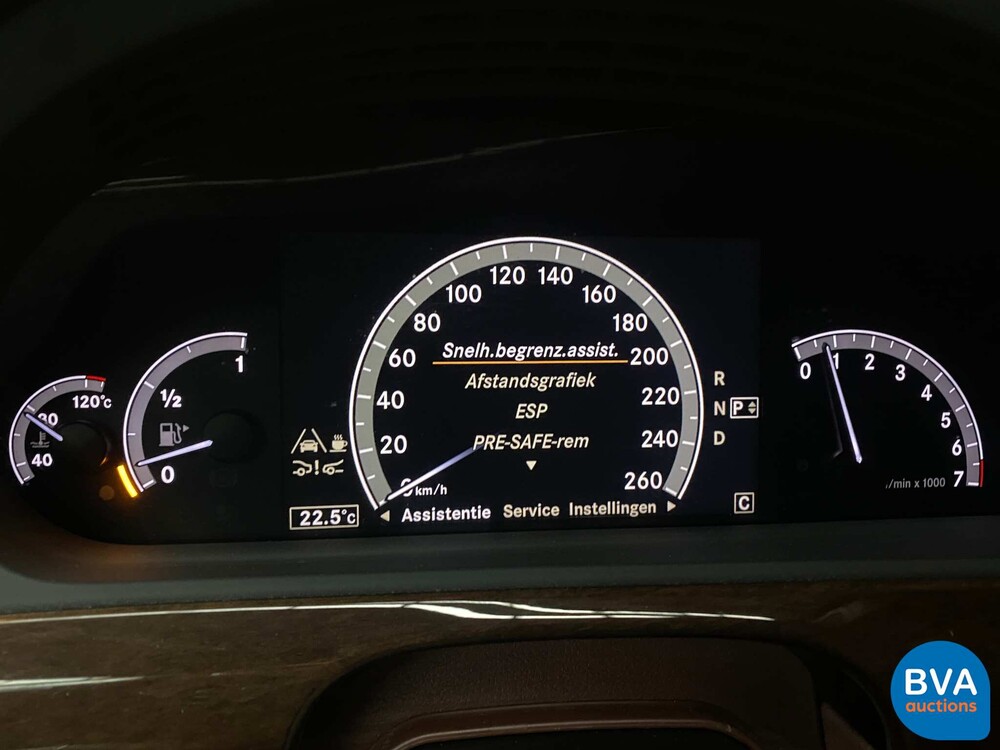 120 140
100 160
80 180
60 200
40 220
20 240
0 km/h 260
Snelh.begrenz.assist.
Afstandsgrafiek
ESP
PRE-SAFE-rem
Assistentie Service Instellingen
22.5°C
1
½
0
120°C
80
40
R
N P
D
C
0 1 2 3 4 5 6 7
/min x 1000
BVA
auctions